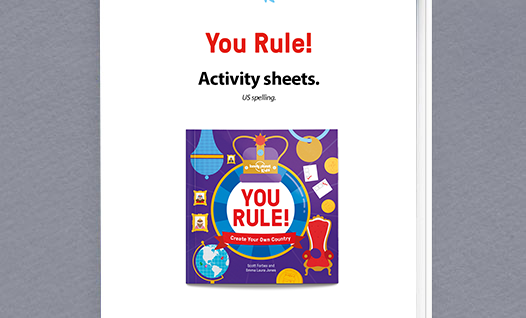 You Rule!
Activity sheets.
US spelling.
YOU
RULE!
Create Your Own Country
Scott Forbes and
Emma Laura Jones